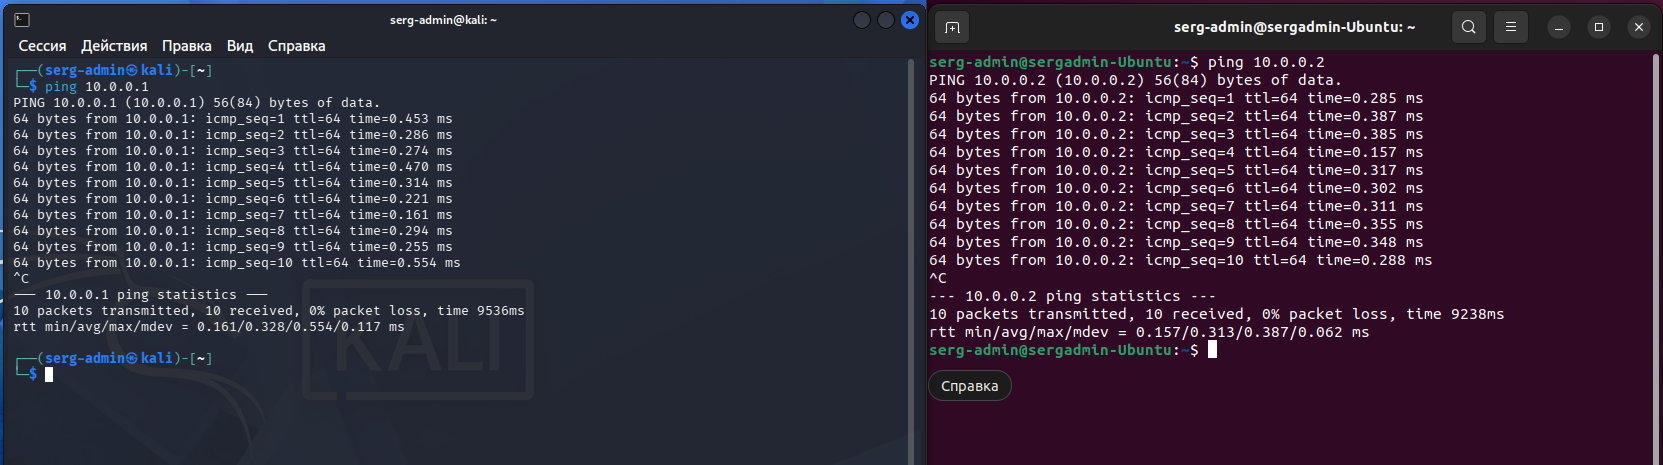 serg-admin@kali: ~
Сессия Действия Правка Вид Справка
┌──(serg-admin㉿kali)-[~]
└─$ ping 10.0.0.1
PING 10.0.0.1 (10.0.0.1) 56(84) bytes of data.
64 bytes from 10.0.0.1: icmp_seq=1 ttl=64 time=0.453 ms
64 bytes from 10.0.0.1: icmp_seq=2 ttl=64 time=0.286 ms
64 bytes from 10.0.0.1: icmp_seq=3 ttl=64 time=0.274 ms
64 bytes from 10.0.0.1: icmp_seq=4 ttl=64 time=0.470 ms
64 bytes from 10.0.0.1: icmp_seq=5 ttl=64 time=0.314 ms
64 bytes from 10.0.0.1: icmp_seq=6 ttl=64 time=0.221 ms
64 bytes from 10.0.0.1: icmp_seq=7 ttl=64 time=0.161 ms
64 bytes from 10.0.0.1: icmp_seq=8 ttl=64 time=0.294 ms
64 bytes from 10.0.0.1: icmp_seq=9 ttl=64 time=0.255 ms
64 bytes from 10.0.0.1: icmp_seq=10 ttl=64 time=0.554 ms
^C
--- 10.0.0.1 ping statistics ---
10 packets transmitted, 10 received, 0% packet loss, time 9536ms
rtt min/avg/max/mdev = 0.161/0.328/0.554/0.117 ms
┌──(serg-admin㉿kali)-[~]
└─$
KALI
serg-admin@sergadmin-Ubuntu: ~
serg-admin@sergadmin-Ubuntu:~$ ping 10.0.0.2
PING 10.0.0.2 (10.0.0.2) 56(84) bytes of data.
64 bytes from 10.0.0.2: icmp_seq=1 ttl=64 time=0.285 ms
64 bytes from 10.0.0.2: icmp_seq=2 ttl=64 time=0.387 ms
64 bytes from 10.0.0.2: icmp_seq=3 ttl=64 time=0.385 ms
64 bytes from 10.0.0.2: icmp_seq=4 ttl=64 time=0.157 ms
64 bytes from 10.0.0.2: icmp_seq=5 ttl=64 time=0.317 ms
64 bytes from 10.0.0.2: icmp_seq=6 ttl=64 time=0.302 ms
64 bytes from 10.0.0.2: icmp_seq=7 ttl=64 time=0.311 ms
64 bytes from 10.0.0.2: icmp_seq=8 ttl=64 time=0.355 ms
64 bytes from 10.0.0.2: icmp_seq=9 ttl=64 time=0.348 ms
64 bytes from 10.0.0.2: icmp_seq=10 ttl=64 time=0.288 ms
^C
--- 10.0.0.2 ping statistics ---
10 packets transmitted, 10 received, 0% packet loss, time 9238ms
rtt min/avg/max/mdev = 0.157/0.313/0.387/0.062 ms
serg-admin@sergadmin-Ubuntu:~$
Справка